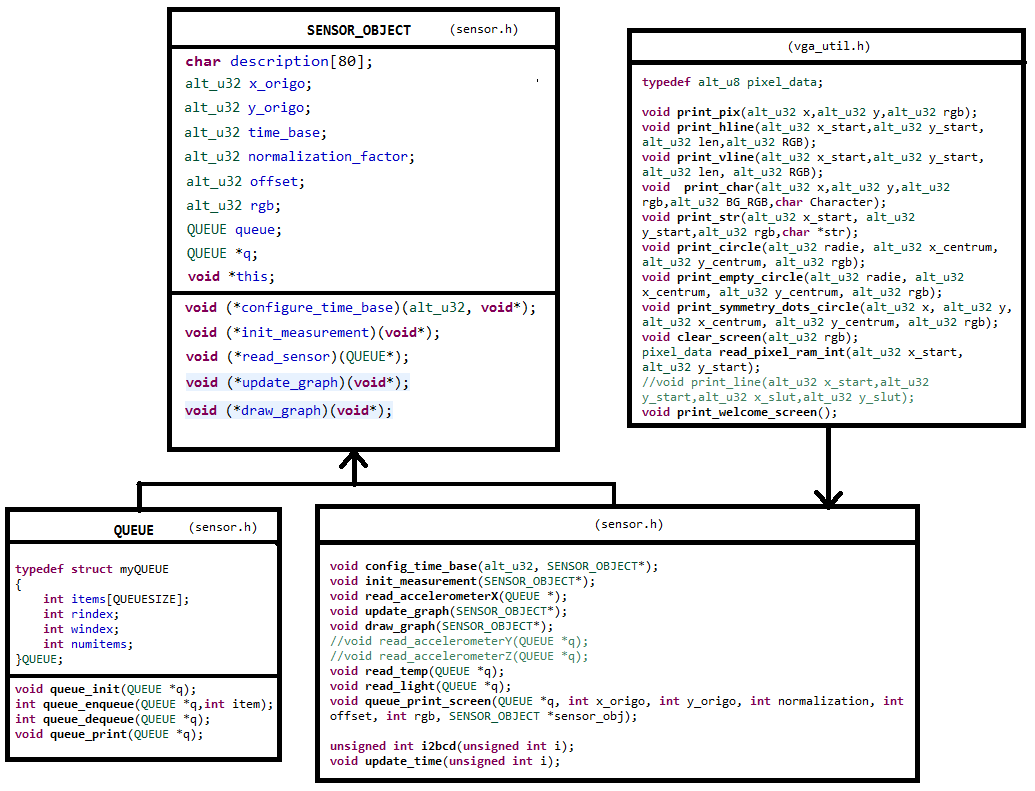 SENSOR_OBJECT (sensor.h)
char description[80];
alt_u32 x_origo;
alt_u32 y_origo;
alt_u32 time_base;
alt_u32 normalization_factor;
alt_u32 offset;
alt_u32 rgb;
QUEUE queue;
QUEUE *q;
void *this;
void (*configure_time_base)(alt_u32, void*);
void (*init_measurement)(void*);
void (*read_sensor)(QUEUE*);
void (*update_graph)(void*);
void (*draw_graph)(void*);
(vga_util.h)
typedef alt_u8 pixel_data;
void print_pix(alt_u32 x,alt_u32 y,alt_u32 rgb);
void print_hline(alt_u32 x_start,alt_u32 y_start,
alt_u32 len,alt_u32 RGB);
void print_vline(alt_u32 x_start,alt_u32 y_start,
alt_u32 len, alt_u32 RGB);
void  print_char(alt_u32 x,alt_u32 y,alt_u32
rgb,alt_u32 BG_RGB,char Character);
void print_str(alt_u32 x_start, alt_u32
y_start,alt_u32 rgb,char *str);
void print_circle(alt_u32 radie, alt_u32 x_centrum,
alt_u32 y_centrum, alt_u32 rgb);
void print_empty_circle(alt_u32 radie, alt_u32
x_centrum, alt_u32 y_centrum, alt_u32 rgb);
void print_symmetry_dots_circle(alt_u32 x, alt_u32 y,
alt_u32 x_centrum, alt_u32 y_centrum, alt_u32 rgb);
void clear_screen(alt_u32 rgb);
pixel_data read_pixel_ram_int(alt_u32 x_start,
alt_u32 y_start);
//void print_line(alt_u32 x_start,alt_u32
y_start,alt_u32 x_slut,alt_u32 y_slut);
void print_welcome_screen();
QUEUE (sensor.h)
typedef struct myQUEUE
{
int items[QUEUESIZE];
int rindex;
int windex;
int numitems;
}QUEUE;
void queue_init(QUEUE *q);
int queue_enqueue(QUEUE *q,int item);
int queue_dequeue(QUEUE *q);
void queue_print(QUEUE *q);
(sensor.h)
void config_time_base(alt_u32, SENSOR_OBJECT*);
void init_measurement(SENSOR_OBJECT*);
void read_accelerometerX(QUEUE *);
void update_graph(SENSOR_OBJECT*);
void draw_graph(SENSOR_OBJECT*);
//void read_accelerometerY(QUEUE *q);
//void read_accelerometerZ(QUEUE *q);
void read_temp(QUEUE *q);
void read_light(QUEUE *q);
void queue_print_screen(QUEUE *q, int x_origo, int y_origo, int normalization, int
offset, int rgb, SENSOR_OBJECT *sensor_obj);
unsigned int i2bcd(unsigned int i);
void update_time(unsigned int i);